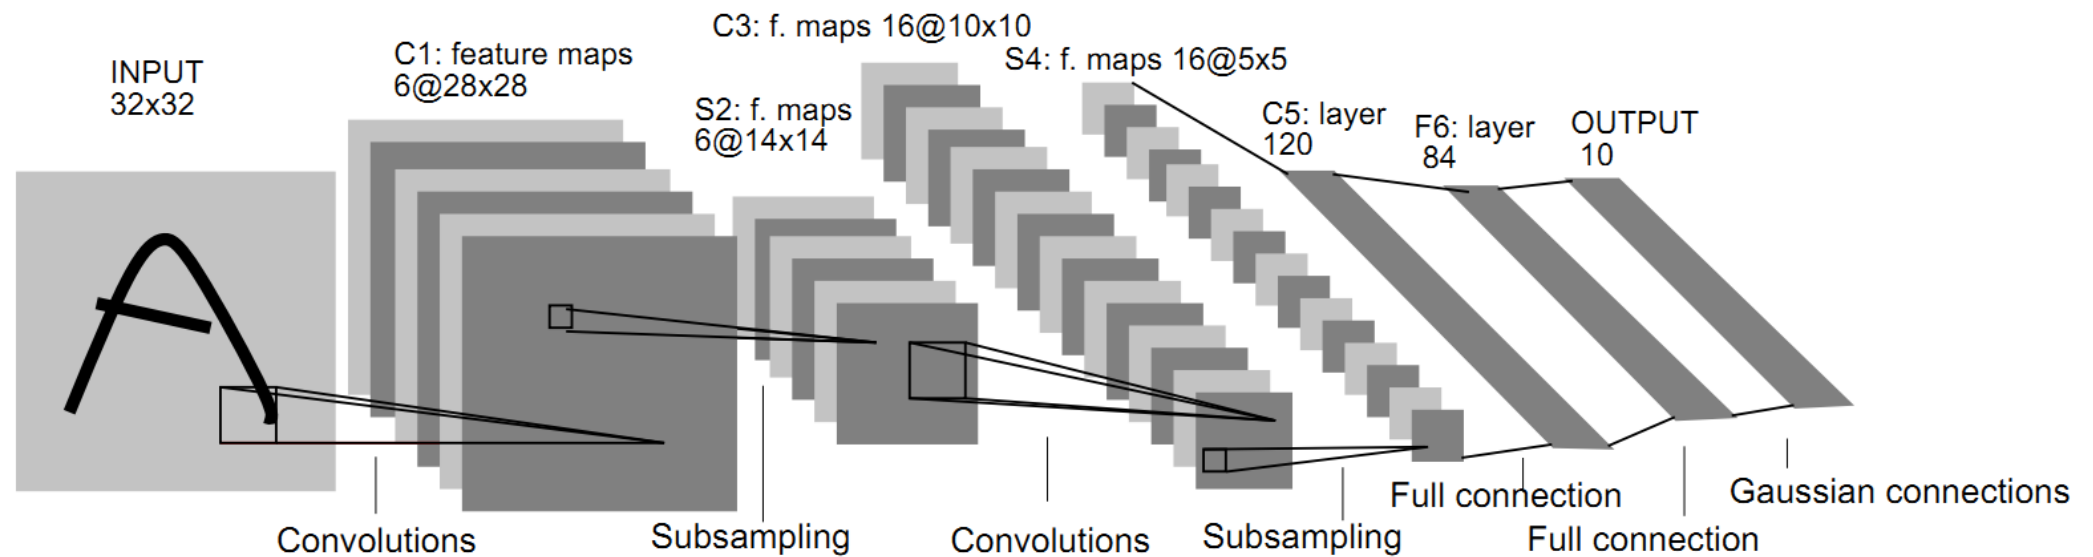 INPUT
32x32
C1: feature maps
6@28x28
S2: f. maps
6@14x14
C3: f. maps 16@10x10
S4: f. maps 16@5x5
C5: layer
120
F6: layer
84
OUTPUT
10
Convolutions
Subsampling
Convolutions
Subsampling
Full connection
Full connection
Gaussian connections